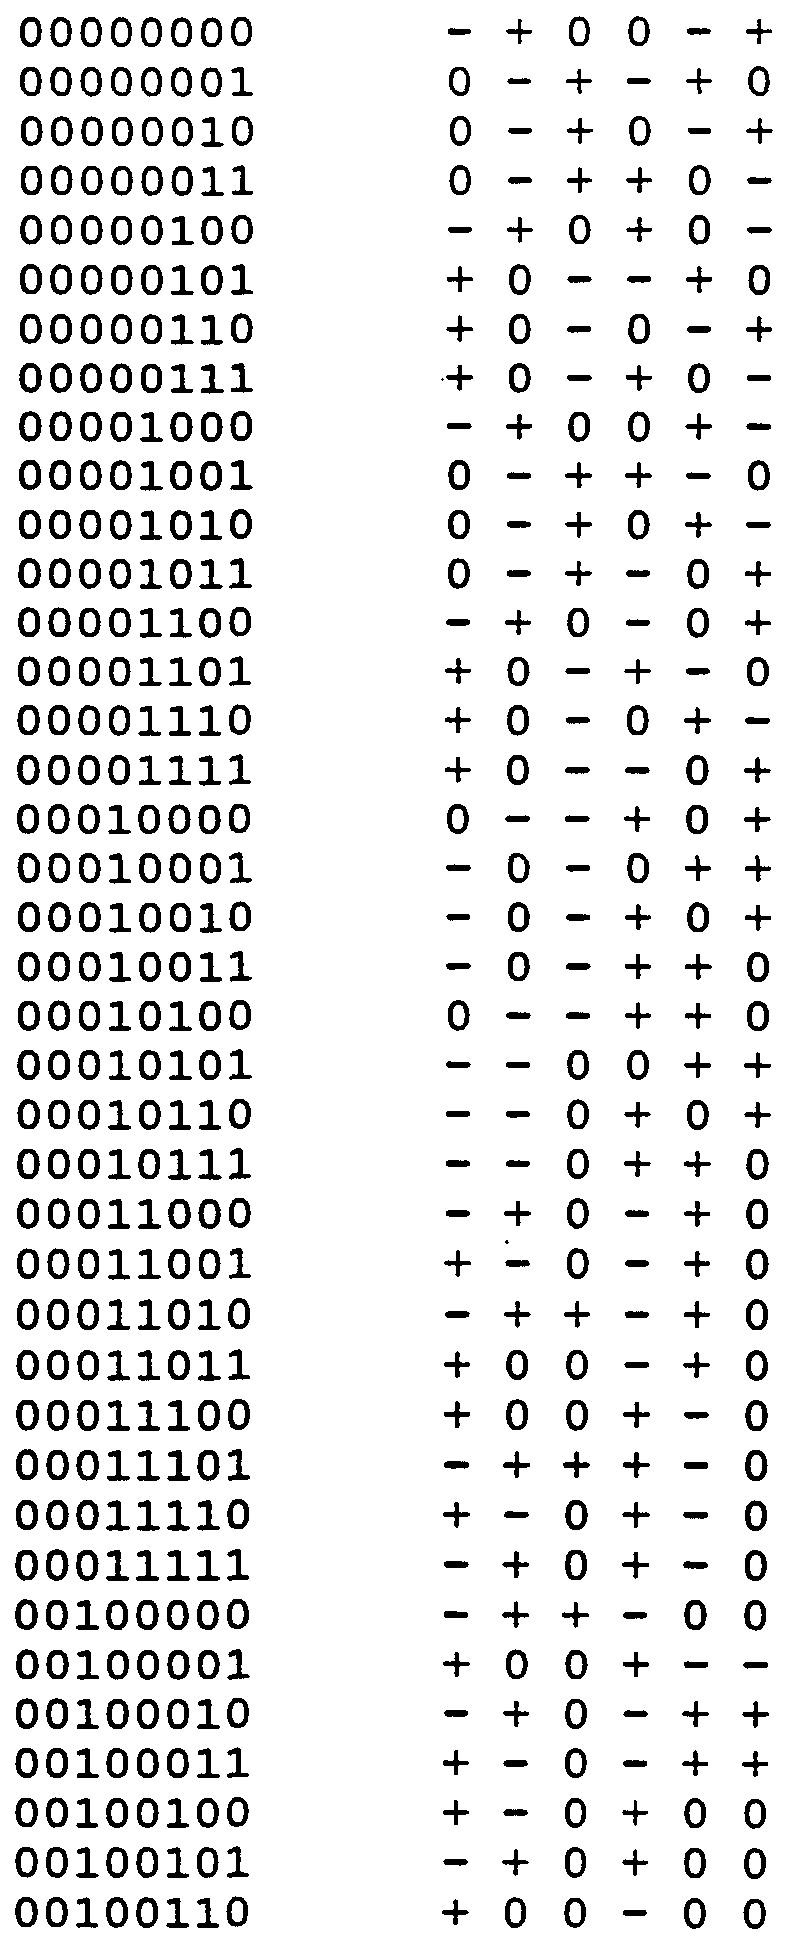 00000000 - + 0 0 - +
00000001 0 - + - + 0
00000010 0 - + 0 - +
00000011 0 - + + 0 -
00000100 - + 0 + 0 -
00000101 + 0 - - + 0
00000110 + 0 - 0 - +
00000111 + 0 - + 0 -
00001000 - + 0 0 + -
00001001 0 - + + - 0
00001010 0 - + 0 + -
00001011 0 - + - 0 +
00001100 - + 0 - 0 +
00001101 + 0 - + - 0
00001110 + 0 - 0 + -
00001111 + 0 - - 0 +
00010000 0 - - + 0 +
00010001 - 0 - 0 + +
00010010 - 0 - + 0 +
00010011 - 0 - + + 0
00010100 0 - - + + 0
00010101 - - 0 0 + +
00010110 - - 0 + 0 +
00010111 - - 0 + + 0
00011000 - + 0 - + 0
00011001 + - 0 - + 0
00011010 - + + - + 0
00011011 + 0 0 - + 0
00011100 + 0 0 + - 0
00011101 - + + + - 0
00011110 + - 0 + - 0
00011111 - + 0 + - 0
00100000 - + + - 0 0
00100001 + 0 0 + - -
00100010 - + 0 - + +
00100011 + - 0 - + +
00100100 + - 0 + 0 0
00100101 - + 0 + 0 0
00100110 + 0 0 - 0 0